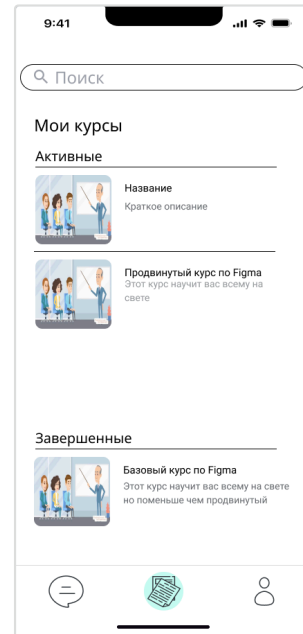 9:41
Поиск
Мои курсы
Активные
Название
Краткое описание
Продвинутый курс по Figma
Этот курс научит вас всему на
свете
Завершенные
Базовый курс по Figma
Этот курс научит вас всему на свете
но поменьше чем продвинутый